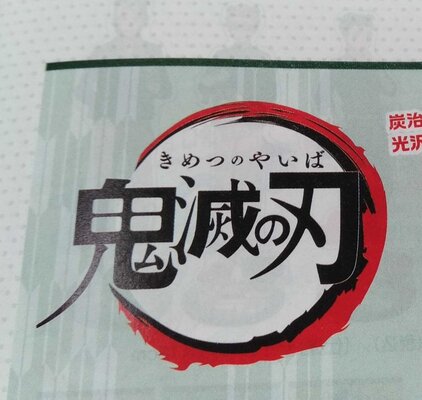 きめつのやいば
鬼滅の刃
炭治
光沢